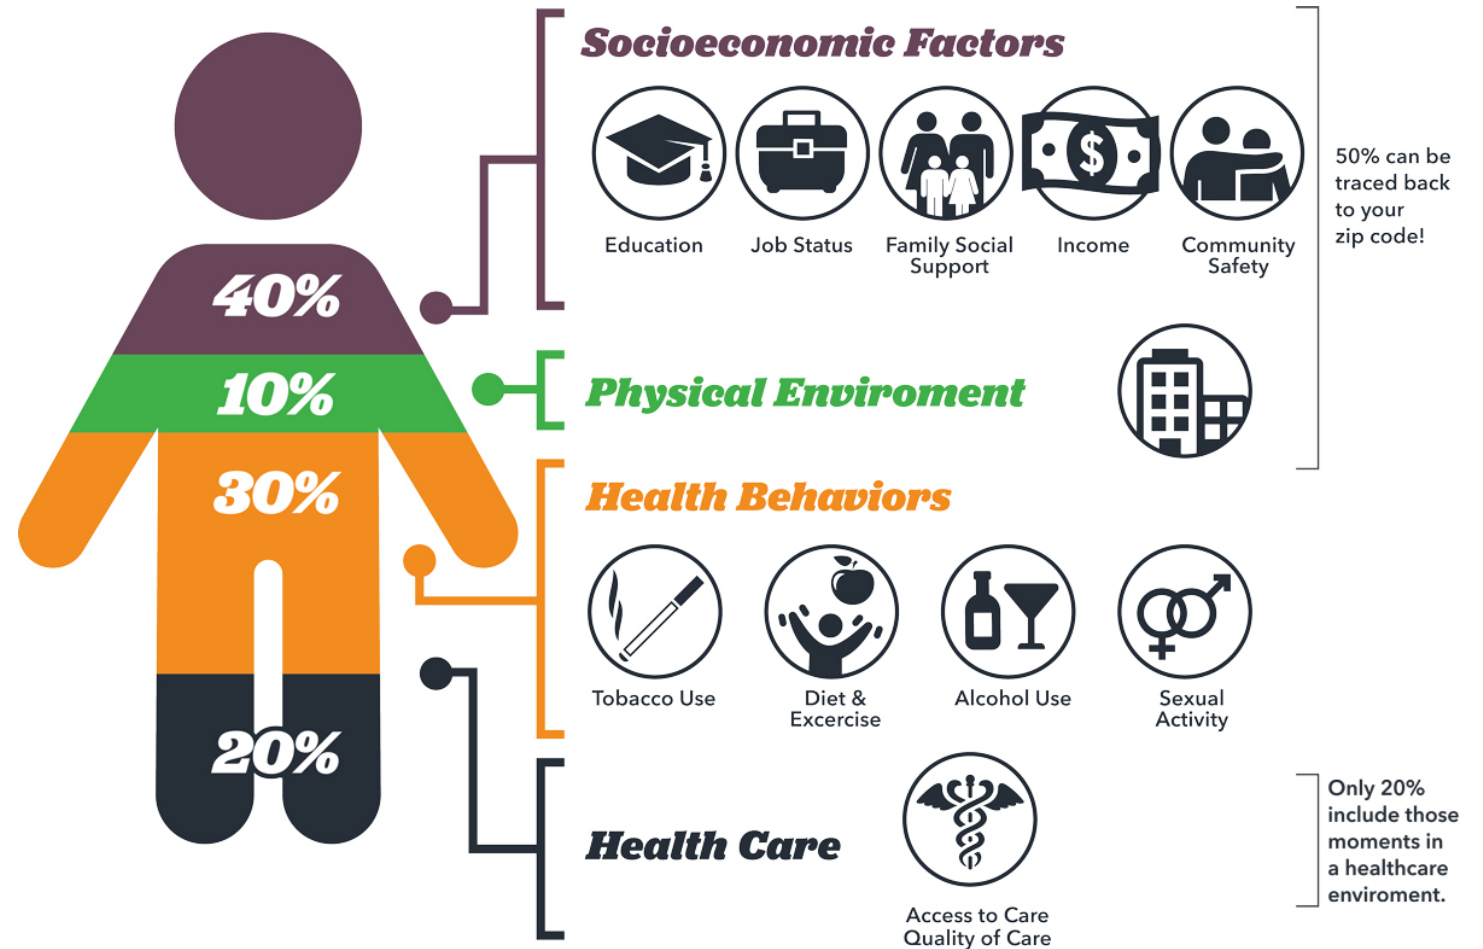 Socioeconomic Factors
Education
Job Status
Family Social
Support
Income
Community
Safety
50% can be
traced back
to your
zip code!
40%
10%
Physical Enviroment
30%
Health Behaviors
Tobacco Use
Diet &
Excercise
Alcohol Use
Sexual
Activity
20%
Health Care
Access to Care
Quality of Care
Only 20%
include those
moments in
a healthcare
enviroment.
$